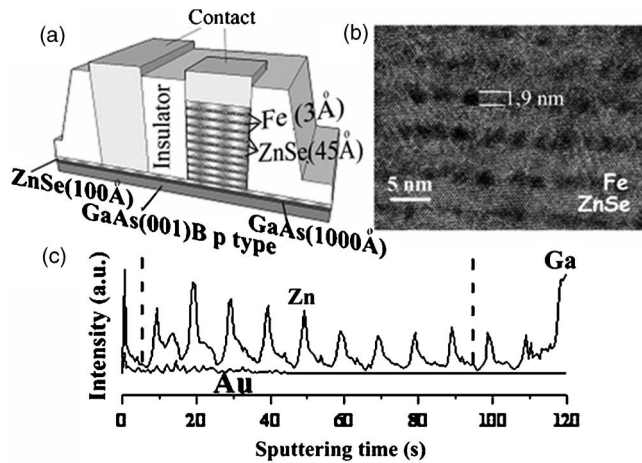 (a)
Contact
Insulator
Fe (3Å)
ZnSe(45Å)
ZnSe(100Å)
GaAs(001)B p type
GaAs(1000Å)
(b)
1,9 nm
5 nm
Fe
ZnSe
(c)
Intensity (a.u.)
Zn
Ga
Au
0 20 40 60 80 100 120
Sputtering time (s)